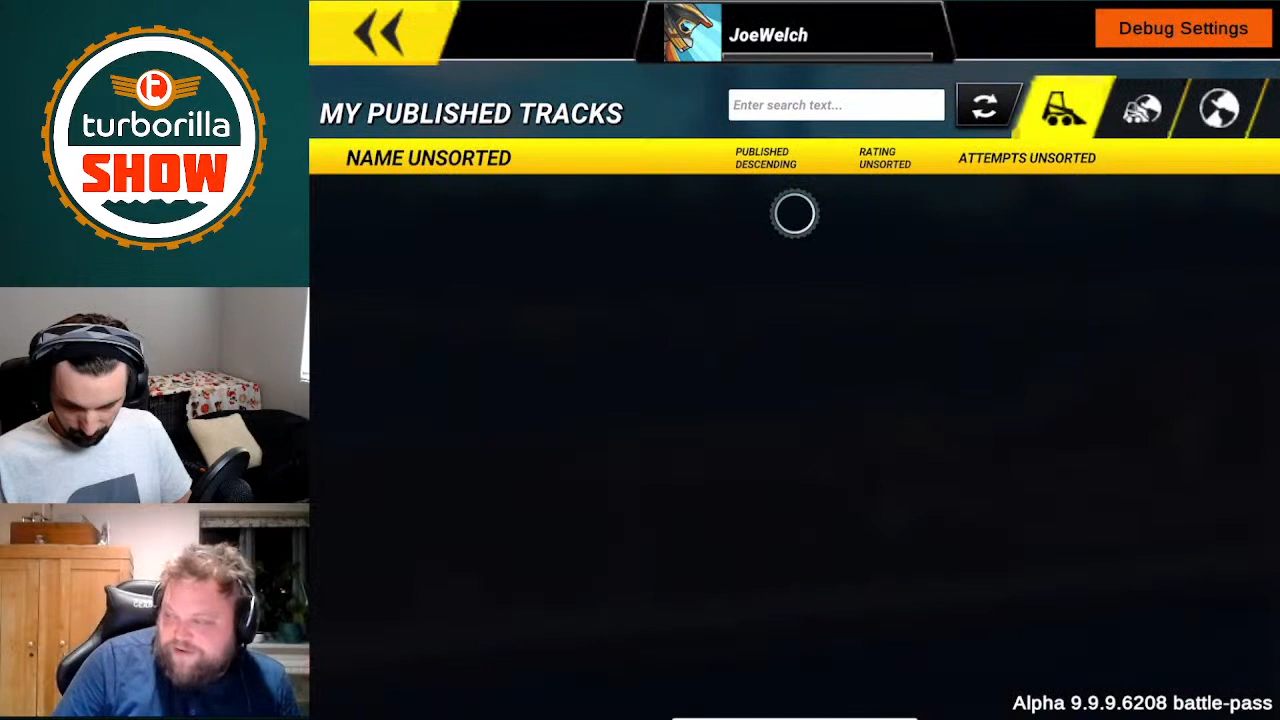 turborilla
SHOW
JoeWelch
Debug Settings
MY PUBLISHED TRACKS
Enter search text...
NAME UNSORTED
PUBLISHED
DESCENDING
RATING
UNSORTED
ATTEMPTS UNSORTED
Alpha 9.9.9.6208 battle-pass